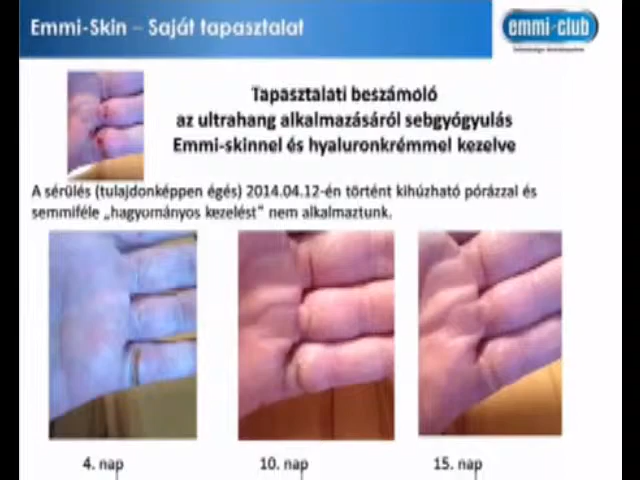 Emmi-Skin – Saját tapasztalat
emmi-club
Tapasztalati beszámoló
az ultrahang alkalmazásáról sebgyógyulás
Emmi-skinnel és hyaluronkrémmel kezelve
A sérülés (tulajdonképpen égés) 2014.04.12-én történt kihúzható pórázzal és
semmiféle „hagyományos kezelést" nem alkalmaztunk.
4. nap
10. nap
15. nap